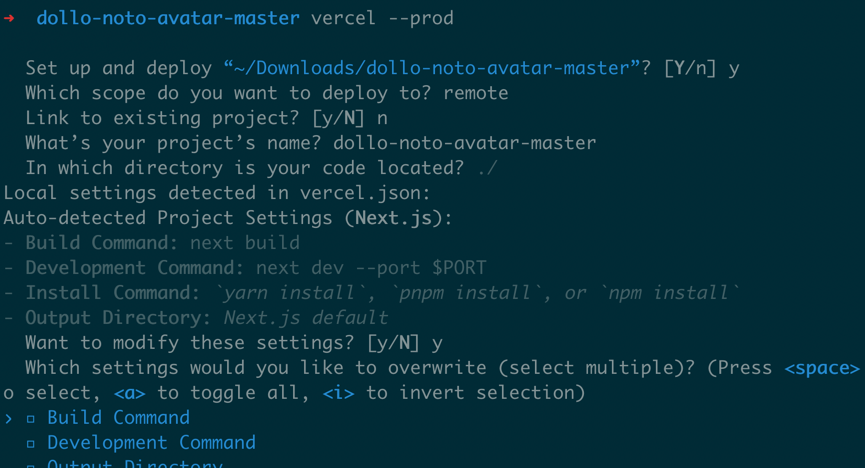 ➜ dollo-noto-avatar-master vercel --prod
Set up and deploy “~/Downloads/dollo-noto-avatar-master”? [Y/n] y
Which scope do you want to deploy to? remote
Link to existing project? [y/N] n
What’s your project’s name? dollo-noto-avatar-master
In which directory is your code located? ./
Local settings detected in vercel.json:
Auto-detected Project Settings (Next.js):
- Build Command: next build
- Development Command: next dev --port $PORT
- Install Command: `yarn install`, `pnpm install`, or `npm install`
- Output Directory: Next.js default
Want to modify these settings? [y/N] y
Which settings would you like to overwrite (select multiple)? (Press <space>
o select, <a> to toggle all, <i> to invert selection)
› Build Command
Development Command
Output Directory